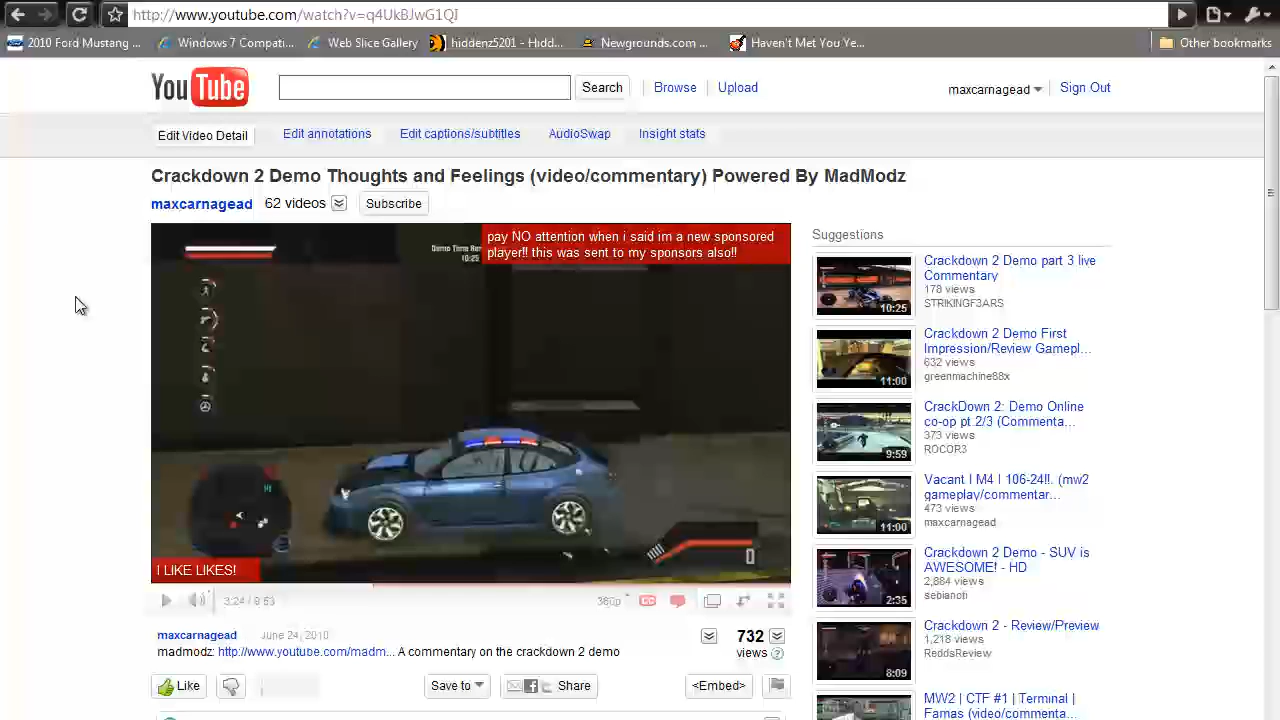 http://www.youtube.com/watch?v=q4UkBJwG1QI
2010 Ford Mustang ... Windows 7 Compati... Web Slice Gallery hiddenz5201 - Hidd... Newgrounds.com ... Haven't Met You Ye... Other bookmarks
YouTube Search Browse Upload maxcarnagead Sign Out
Edit Video Detail Edit annotations Edit captions/subtitles AudioSwap Insight stats
Crackdown 2 Demo Thoughts and Feelings (video/commentary) Powered By MadModz
maxcarnagead 62 videos Subscribe
pay NO attention when i said im a new sponsored
player!! this was sent to my sponsors also!!
Demo Time Re
10:25
I LIKE LIKES!
3:24 / 8:53 360p
maxcarnagead June 24, 2010 732
views
madmodz: http://www.youtube.com/madm... A commentary on the crackdown 2 demo
Share <Embed>
Suggestions
Crackdown 2 Demo part 3 live
Commentary
178 views
STRIKINGF3ARS
10:25
Crackdown 2 Demo First
Impression/Review Gamepl...
632 views
greenmachine88x
11:00
CrackDown 2: Demo Online
co-op pt.2/3 (Commenta...
373 views
ROCOR3
9:59
Vacant | M4 | 106-24!!. (mw2
gameplay/commentar...
473 views
maxcarnagead
11:00
Crackdown 2 Demo - SUV is
AWESOME! - HD
2,884 views
sebianoti
2:35
Crackdown 2 - Review/Preview
1,218 views
ReddsReview
8:09
MW2 | CTF #1 | Terminal |
Famas (video/commenta...